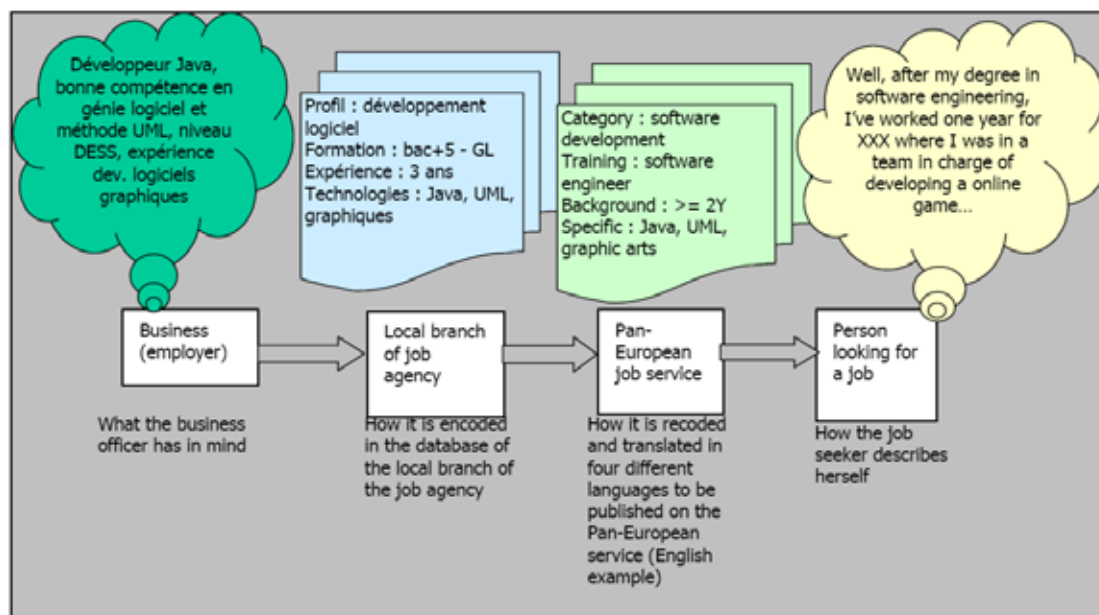 Développeur Java,
bonne compétence en
génie logiciel et
méthode UML, niveau
DESS, expérience
dev. logiciels
graphiques
Profil : développement
logiciel
Formation : bac+5 - GL
Expérience : 3 ans
Technologies : Java, UML,
graphiques
Category : software
development
Training : software
engineer
Background : >= 2Y
Specific : Java, UML,
graphic arts
Well, after my degree in
software engineering,
I've worked one year for
XXX where I was in a
team in charge of
developing a online
game...
Business
(employer)
Local branch
of job
agency
Pan-
European
job service
Person
looking for
a job
What the business
officer has in mind
How it is encoded
in the database of
the local branch of
the job agency
How it is recoded
and translated in
four different
languages to be
published on the
Pan-European
service (English
example)
How the job
seeker describes
herself